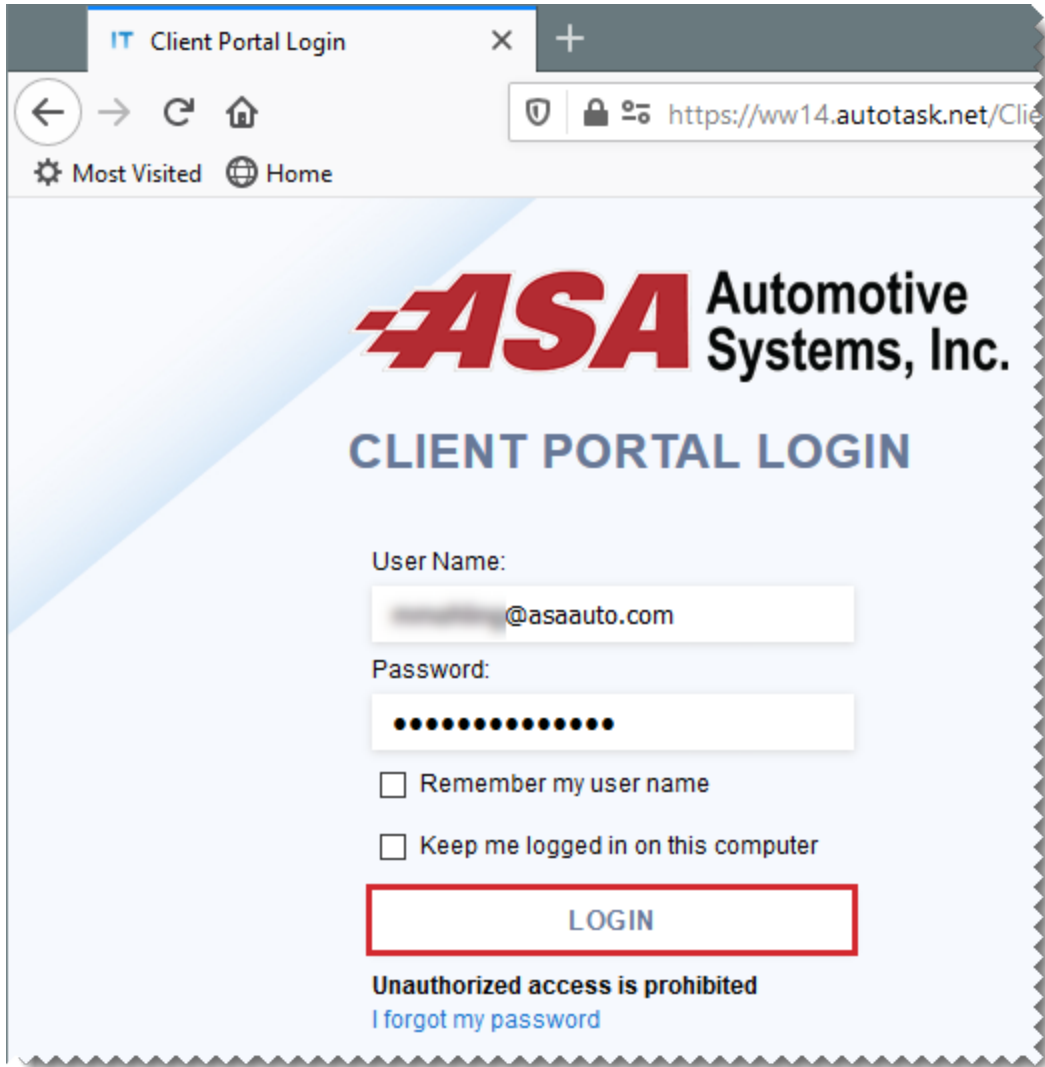 IT Client Portal Login
https://ww14.autotask.net/Clie
Most Visited Home
ASA Automotive
Systems, Inc.
CLIENT PORTAL LOGIN
User Name:
@asaauto.com
Password:
••••••••••••••
Remember my user name
Keep me logged in on this computer
LOGIN
Unauthorized access is prohibited
I forgot my password